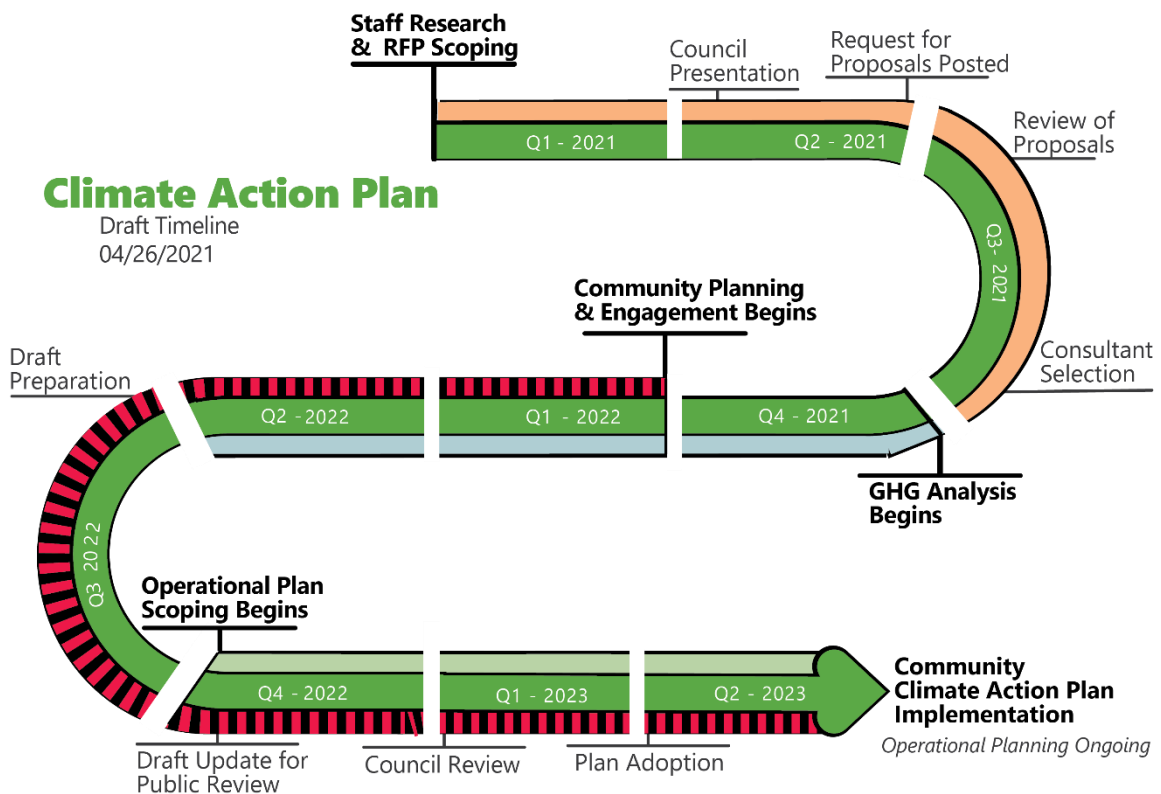 Staff Research
& RFP Scoping
Council
Presentation
Request for
Proposals Posted
Review of
Proposals
Q1 - 2021
Q2 - 2021
Climate Action Plan
Draft Timeline
04/26/2021
Q3- 2021
Community Planning
& Engagement Begins
Consultant
Selection
Draft
Preparation
Q2 - 2022
Q1 - 2022
Q4 - 2021
GHG Analysis
Begins
Q3 2022
Operational Plan
Scoping Begins
Q4 - 2022
Q1 - 2023
Q2 - 2023
Community
Climate Action Plan
Implementation
Operational Planning Ongoing
Draft Update for
Public Review
Council Review
Plan Adoption